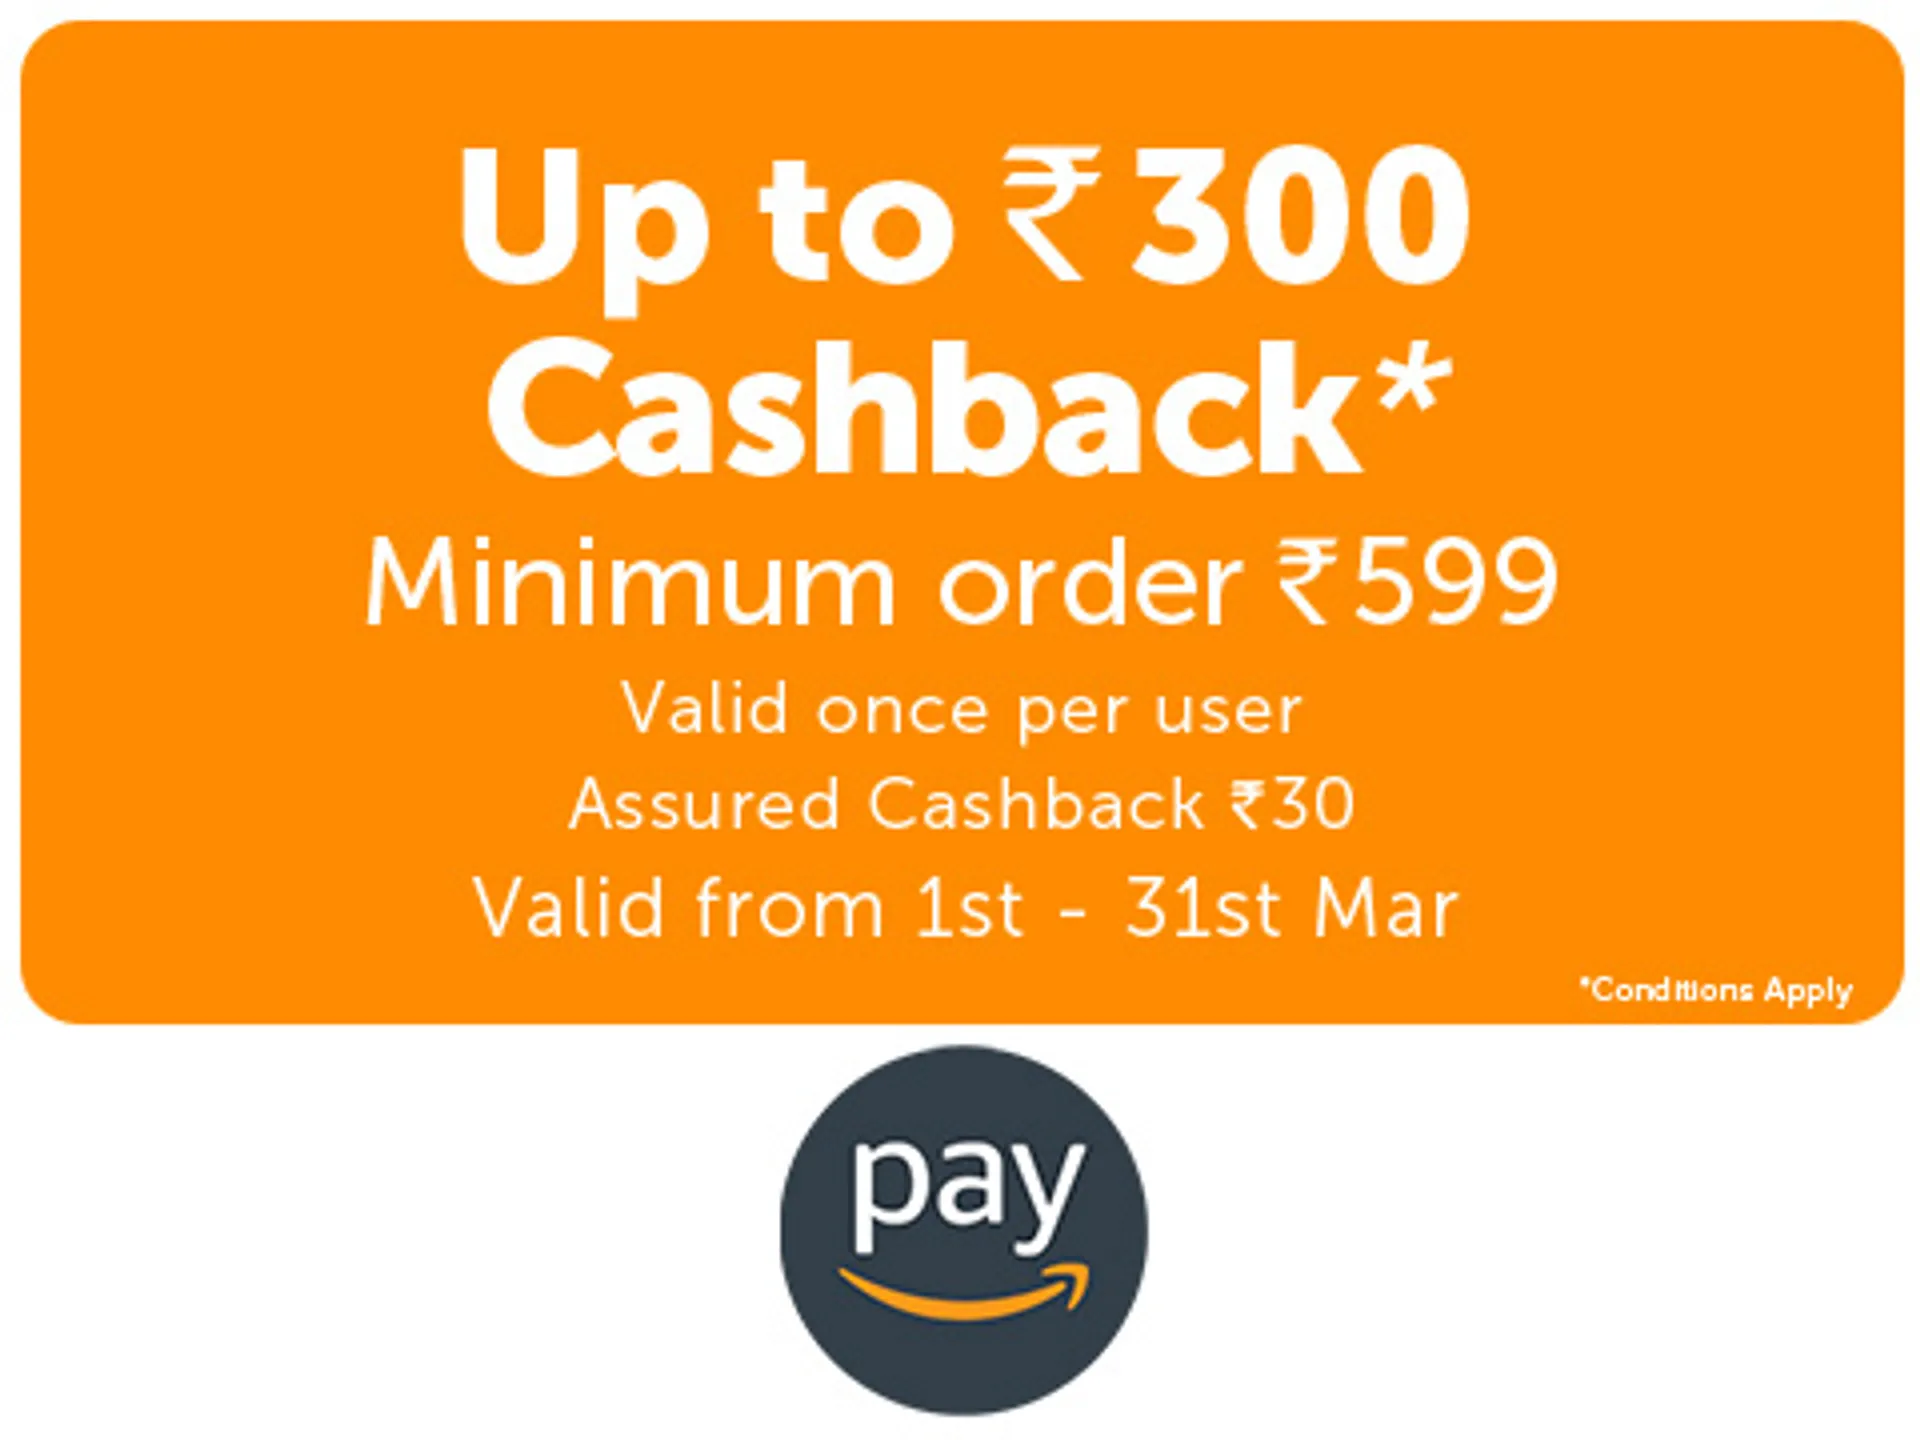 Up to ₹300
Cashback*
Minimum order ₹599
Valid once per user
Assured Cashback ₹30
Valid from 1st - 31st Mar
*Conditions Apply
pay